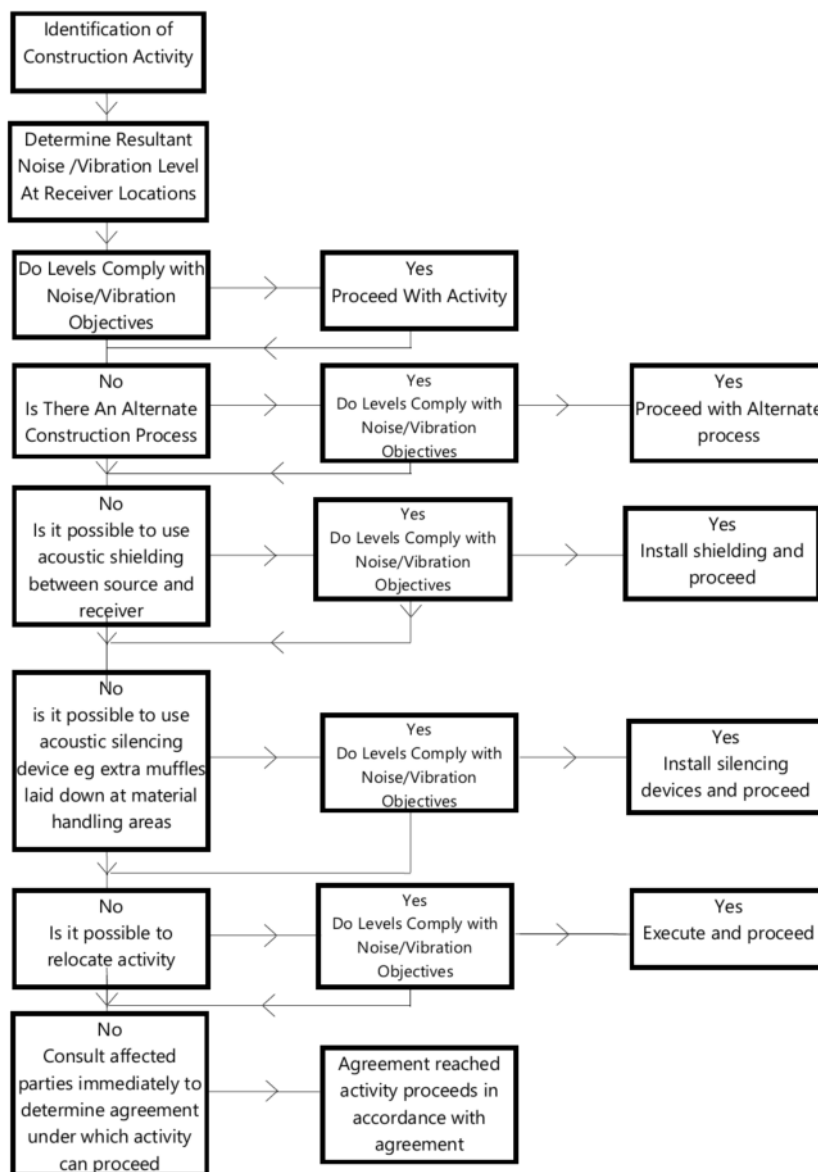 Identification of
Construction Activity
Determine Resultant
Noise /Vibration Level
At Receiver Locations
Do Levels Comply with
Noise/Vibration
Objectives
Yes
Proceed With Activity
No
Is There An Alternate
Construction Process
Yes
Do Levels Comply with
Noise/Vibration
Objectives
Yes
Proceed with Alternate
process
No
Is it possible to use
acoustic shielding
between source and
receiver
Yes
Do Levels Comply with
Noise/Vibration
Objectives
Yes
Install shielding and
proceed
No
is it possible to use
acoustic silencing
device eg extra muffles
laid down at material
handling areas
Yes
Do Levels Comply with
Noise/Vibration
Objectives
Yes
Install silencing
devices and proceed
No
Is it possible to
relocate activity
Yes
Do Levels Comply with
Noise/Vibration
Objectives
Yes
Execute and proceed
No
Consult affected
parties immediately to
determine agreement
under which activity
can proceed
Agreement reached
activity proceeds in
accordance with
agreement